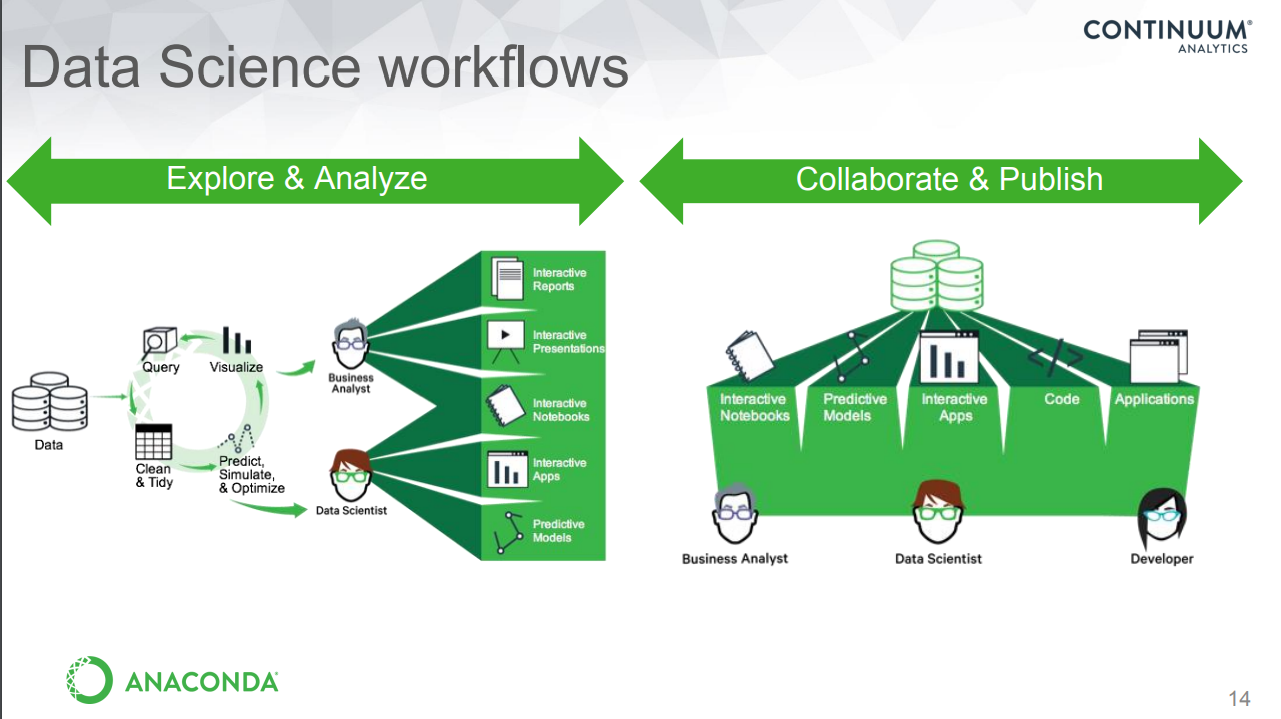 CONTINUUM®
ANALYTICS
Data Science workflows
Explore & Analyze
Collaborate & Publish
Data
Query
Visualize
Clean
& Tidy
Predict,
Simulate,
& Optimize
Business
Analyst
Data Scientist
Interactive
Reports
Interactive
Presentations
Interactive
Notebooks
Interactive
Apps
Predictive
Models
Interactive
Notebooks
Predictive
Models
Interactive
Apps
</>
Code
Applications
Business Analyst
Data Scientist
Developer
ANACONDA®
14